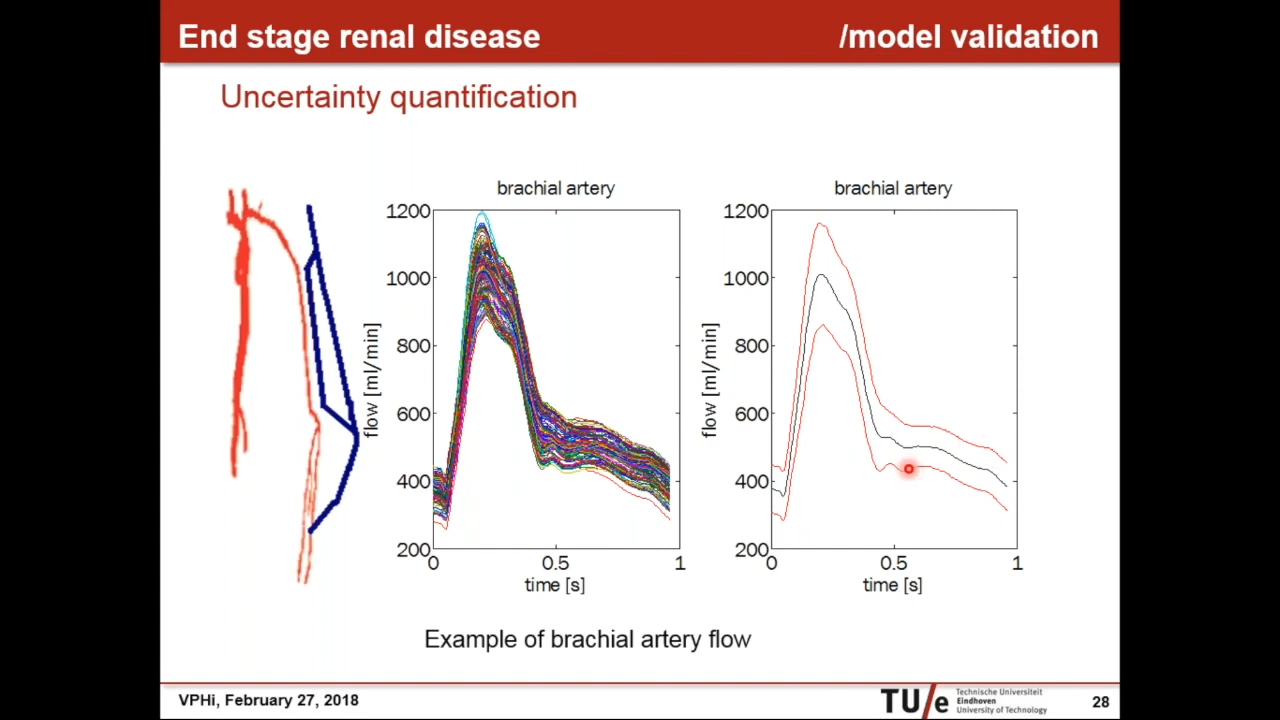 End stage renal disease
/model validation
Uncertainty quantification
brachial artery
1200
1000
800
600
400
200
0
0.5
1
flow [ml/min]
time [s]
brachial artery
1200
1000
800
600
400
200
0
0.5
1
flow [ml/min]
time [s]
Example of brachial artery flow
VPHi, February 27, 2018
TU/e
Technische Universiteit
Eindhoven
University of Technology
28